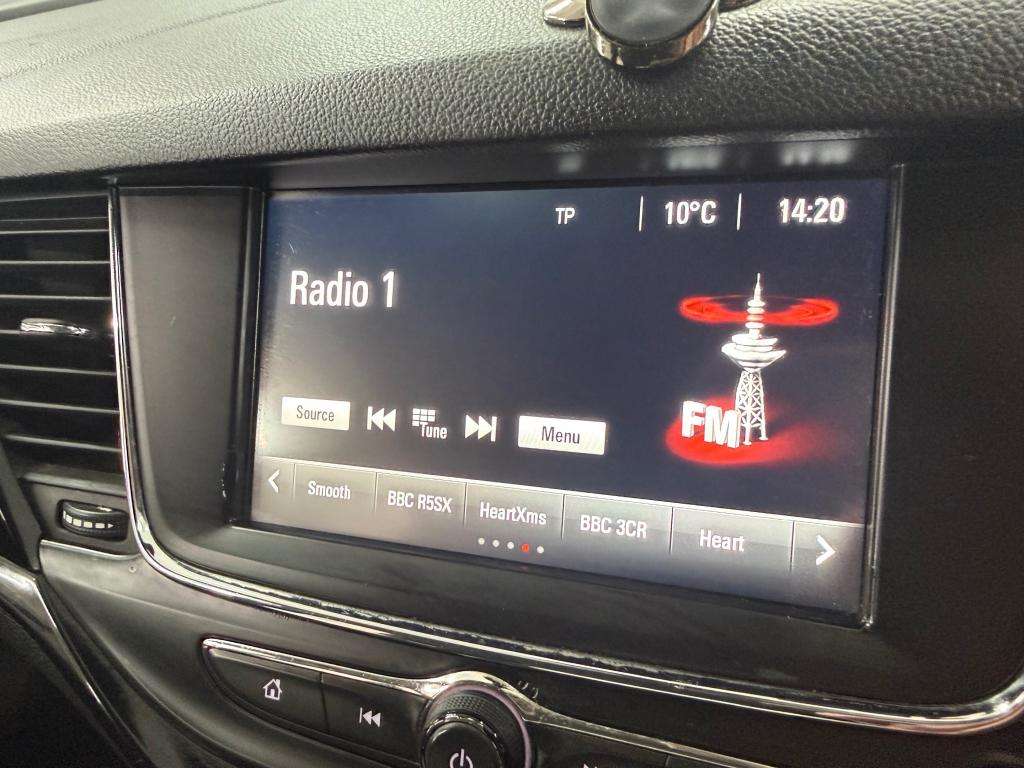 TP
10°C
14:20
Radio 1
FM
Source
Tune
Menu
Smooth
BBC R5SX
HeartXms
BBC 3CR
Heart